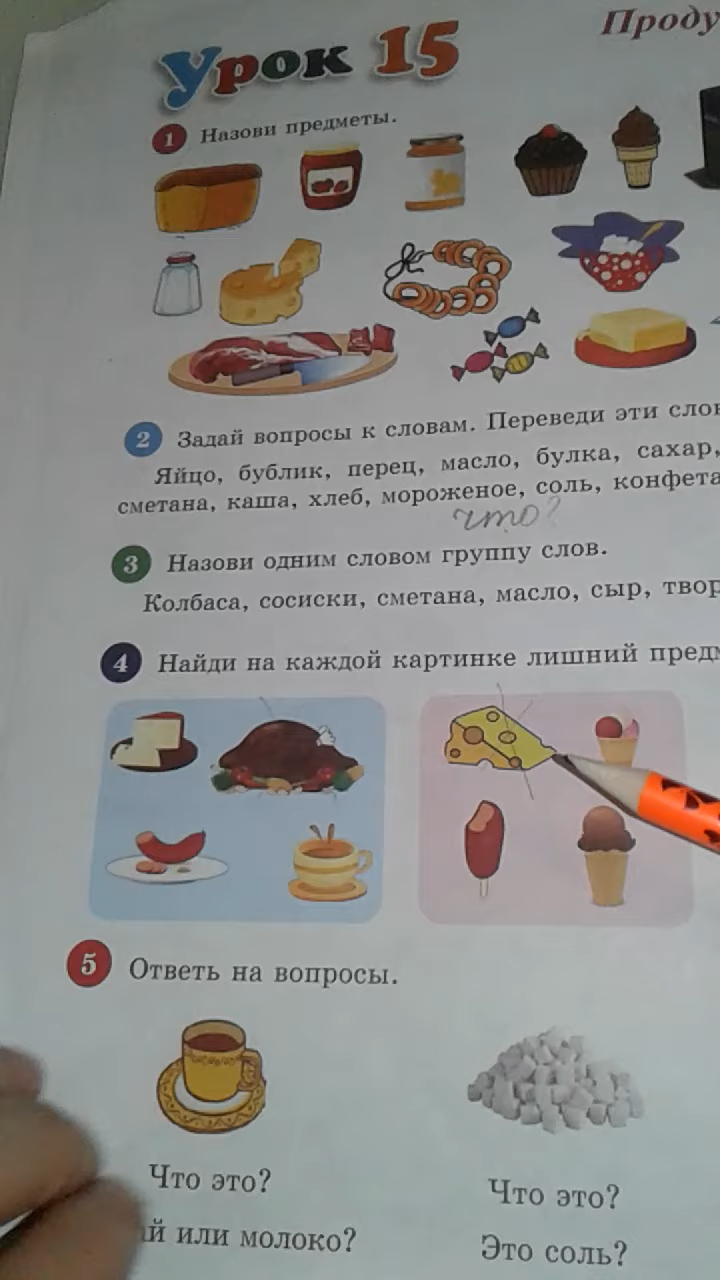 Урок 15
Проду
1 Назови предметы.
2 Задай вопросы к словам. Переведи эти слов
Яйцо, бублик, перец, масло, булка, сахар,
сметана, каша, хлеб, мороженое, соль, конфета
что?
3 Назови одним словом группу слов.
Колбаса, сосиски, сметана, масло, сыр, твор
4 Найди на каждой картинке лишний предм
5 Ответь на вопросы.
Что это?
Что это?
ай или молоко?
Это соль?